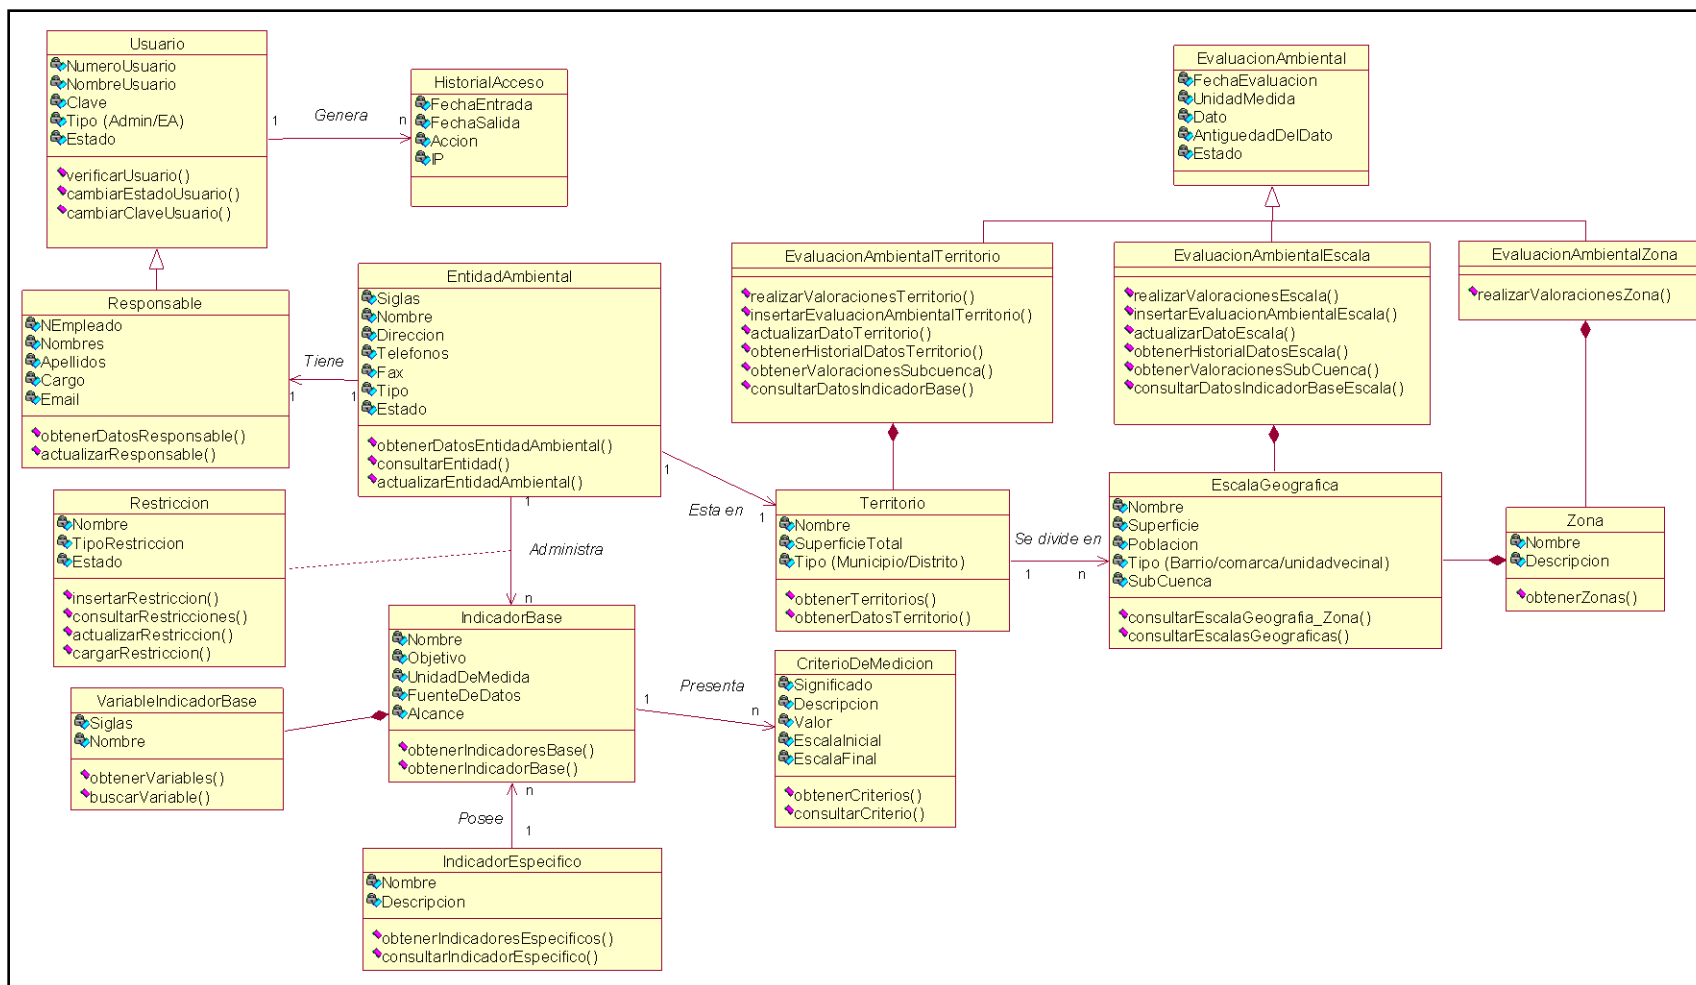 Usuario
NumeroUsuario
NombreUsuario
Clave
Tipo (Admin/EA)
Estado
verificarUsuario()
cambiarEstadoUsuario()
cambiarClaveUsuario()
1
Genera
n
HistorialAcceso
FechaEntrada
FechaSalida
Accion
IP
EvaluacionAmbiental
FechaEvaluacion
UnidadMedida
Dato
AntiguedadDelDato
Estado
Responsable
NEmpleado
Nombres
Apellidos
Cargo
Email
obtenerDatosResponsable()
actualizarResponsable()
Tiene
1
1
EntidadAmbiental
Siglas
Nombre
Direccion
Telefonos
Fax
Tipo
Estado
obtenerDatosEntidadAmbiental()
consultarEntidad()
actualizarEntidadAmbiental()
EvaluacionAmbientalTerritorio
realizarValoracionesTerritorio()
insertarEvaluacionAmbientalTerritorio()
actualizarDatoTerritorio()
obtenerHistorialDatosTerritorio()
obtenerValoracionesSubcuenca()
consultarDatosIndicadorBase()
EvaluacionAmbientalEscala
realizarValoracionesEscala()
insertarEvaluacionAmbientalEscala()
actualizarDatoEscala()
obtenerHistorialDatosEscala()
obtenerValoracionesSubCuenca()
consultarDatosIndicadorBaseEscala()
EvaluacionAmbientalZona
realizarValoracionesZona()
1
Esta en
1
1
Administra
n
Restriccion
Nombre
TipoRestriccion
Estado
insertarRestriccion()
consultarRestricciones()
actualizarRestriccion()
cargarRestriccion()
Territorio
Nombre
SuperficieTotal
Tipo (Municipio/Distrito)
obtenerTerritorios()
obtenerDatosTerritorio()
Se divide en
1
n
EscalaGeografica
Nombre
Superficie
Poblacion
Tipo (Barrio/comarca/unidadvecinal)
SubCuenca
consultarEscalaGeografia_Zona()
consultarEscalasGeograficas()
Zona
Nombre
Descripcion
obtenerZonas()
IndicadorBase
Nombre
Objetivo
UnidadDeMedida
FuenteDeDatos
Alcance
obtenerIndicadoresBase()
obtenerIndicadorBase()
VariableIndicadorBase
Siglas
Nombre
obtenerVariables()
buscarVariable()
1
Presenta
n
CriterioDeMedicion
Significado
Descripcion
Valor
EscalaInicial
EscalaFinal
obtenerCriterios()
consultarCriterio()
n
Posee
1
IndicadorEspecifico
Nombre
Descripcion
obtenerIndicadoresEspecificos()
consultarIndicadorEspecifico()